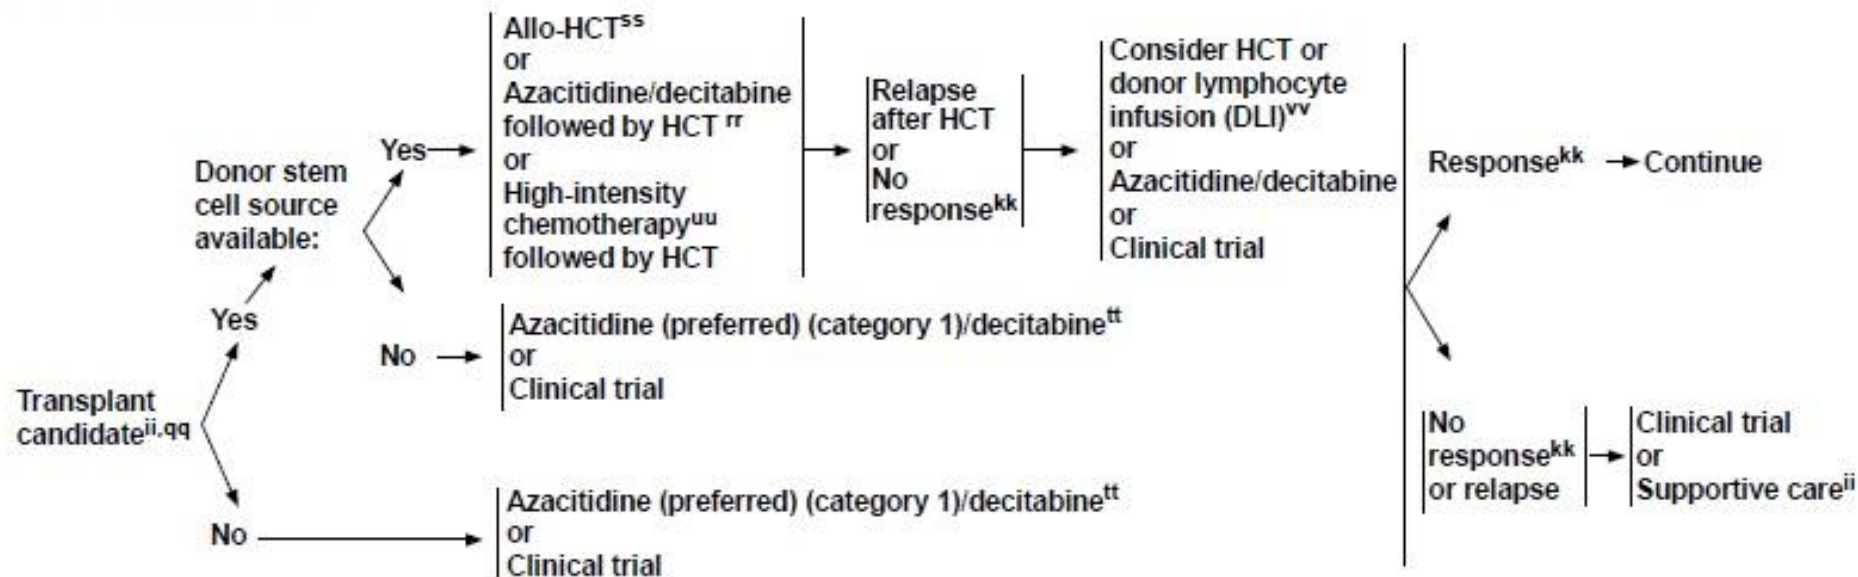 Transplant
candidateii,qq
Yes
No
Donor stem
cell source
available:
Yes
No
Allo-HCTss
or
Azacitidine/decitabine
followed by HCT rr
or
High-intensity
chemotherapyuu
followed by HCT
Relapse
after HCT
or
No
responsekk
Consider HCT or
donor lymphocyte
infusion (DLI)vv
or
Azacitidine/decitabine
or
Clinical trial
Azacitidine (preferred) (category 1)/decitabinett
or
Clinical trial
Azacitidine (preferred) (category 1)/decitabinett
or
Clinical trial
Responsekk
Continue
No
responsekk
or relapse
Clinical trial
or
Supportive careii